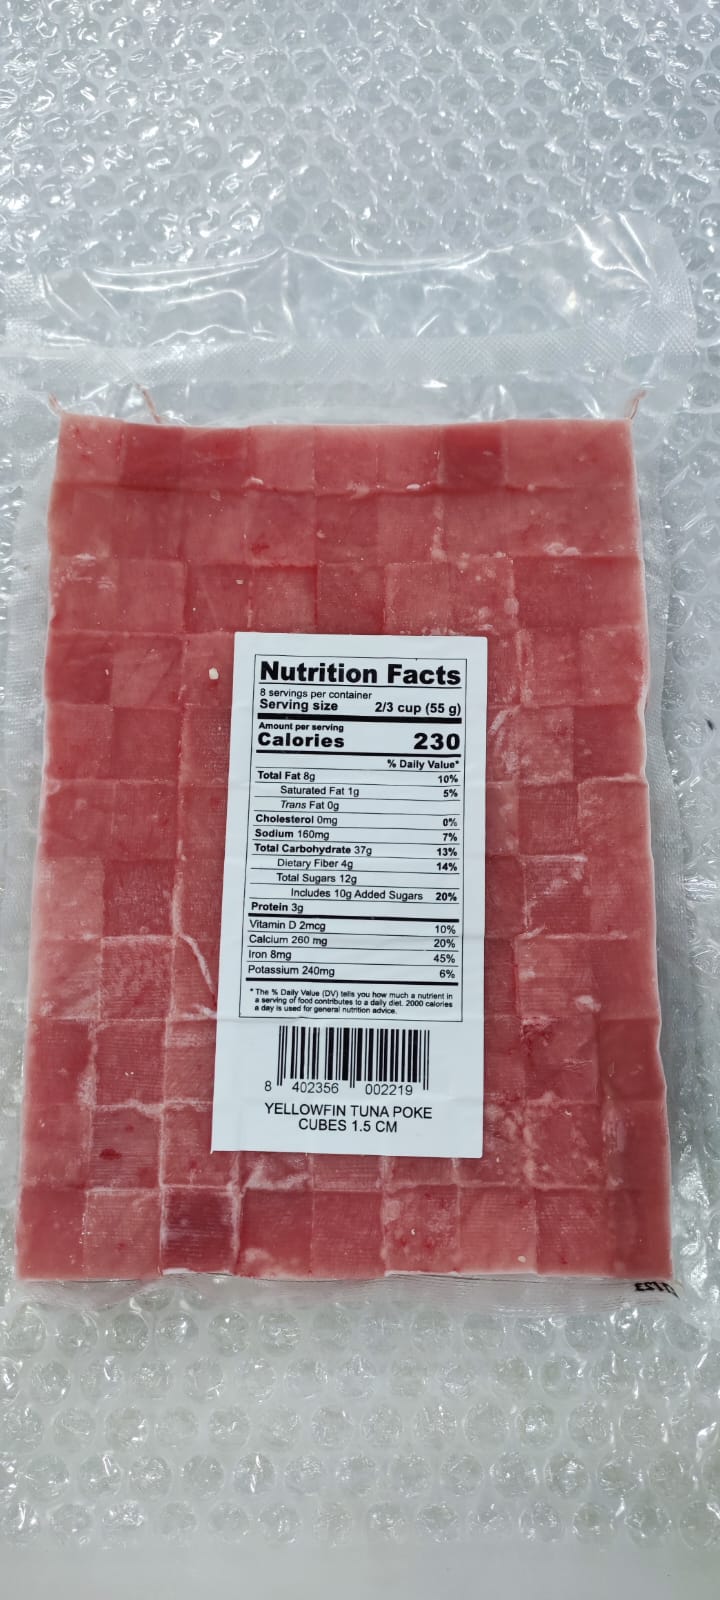 Nutrition Facts
8 servings per container
Serving size 2/3 cup (55 g)
Amount per serving
Calories 230
% Daily Value*
Total Fat 8g 10%
Saturated Fat 1g 5%
Trans Fat 0g
Cholesterol 0mg 0%
Sodium 160mg 7%
Total Carbohydrate 37g 13%
Dietary Fiber 4g 14%
Total Sugars 12g
Includes 10g Added Sugars 20%
Protein 3g
Vitamin D 2mcg 10%
Calcium 260 mg 20%
Iron 8mg 45%
Potassium 240mg 6%
* The % Daily Value (DV) tells you how much a nutrient in
a serving of food contributes to a daily diet. 2000 calories
a day is used for general nutrition advice.
8 402356 002219
YELLOWFIN TUNA POKE
CUBES 1.5 CM